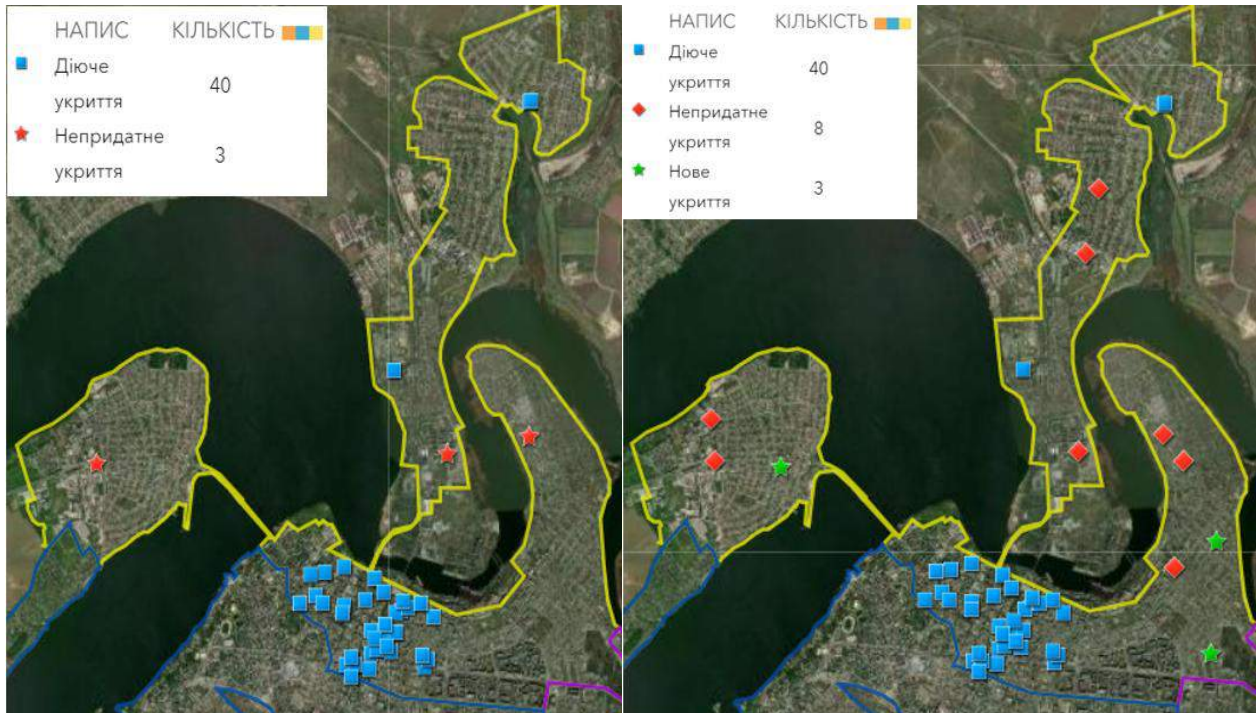 НАПИС КІЛЬКІСТЬ
Діюче
укриття
40
Непридатне
укриття
3
НАПИС КІЛЬКІСТЬ
Діюче
укриття
40
Непридатне
укриття
8
Нове
укриття
3